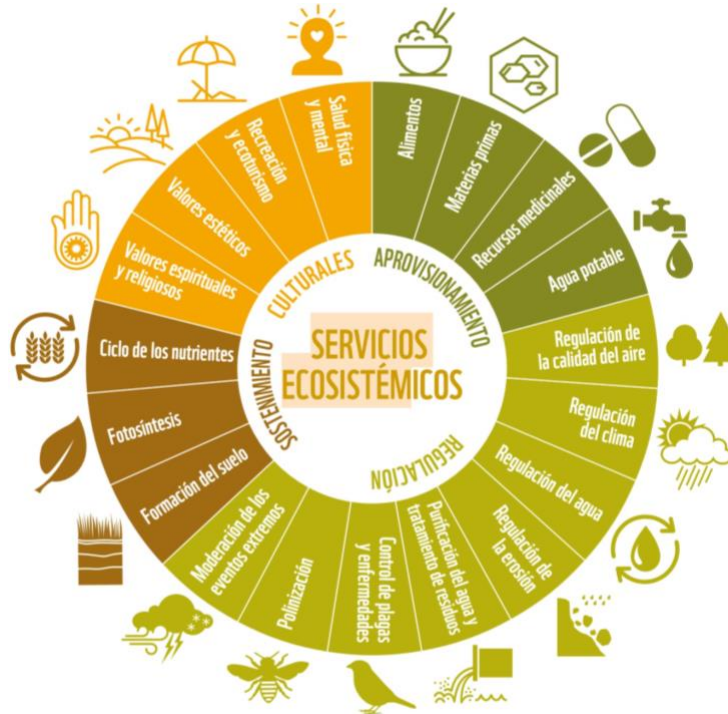 SERVICIOS
ECOSISTÉMICOS
APROVISIONAMIENTO
Alimentos
Materias primas
Recursos medicinales
Agua potable
REGULACIÓN
Regulación de
la calidad del aire
Regulación
del clima
Regulación del agua
Regulación de
la erosión
Purificación del agua y
tratamiento de residuos
Control de plagas
y enfermedades
Polinización
Moderación de los
eventos extremos
SOSTENIMIENTO
Formación del suelo
Fotosíntesis
Ciclo de los nutrientes
CULTURALES
Valores espirituales
y religiosos
Valores estéticos
Recreación
y ecoturismo
Salud física
y mental